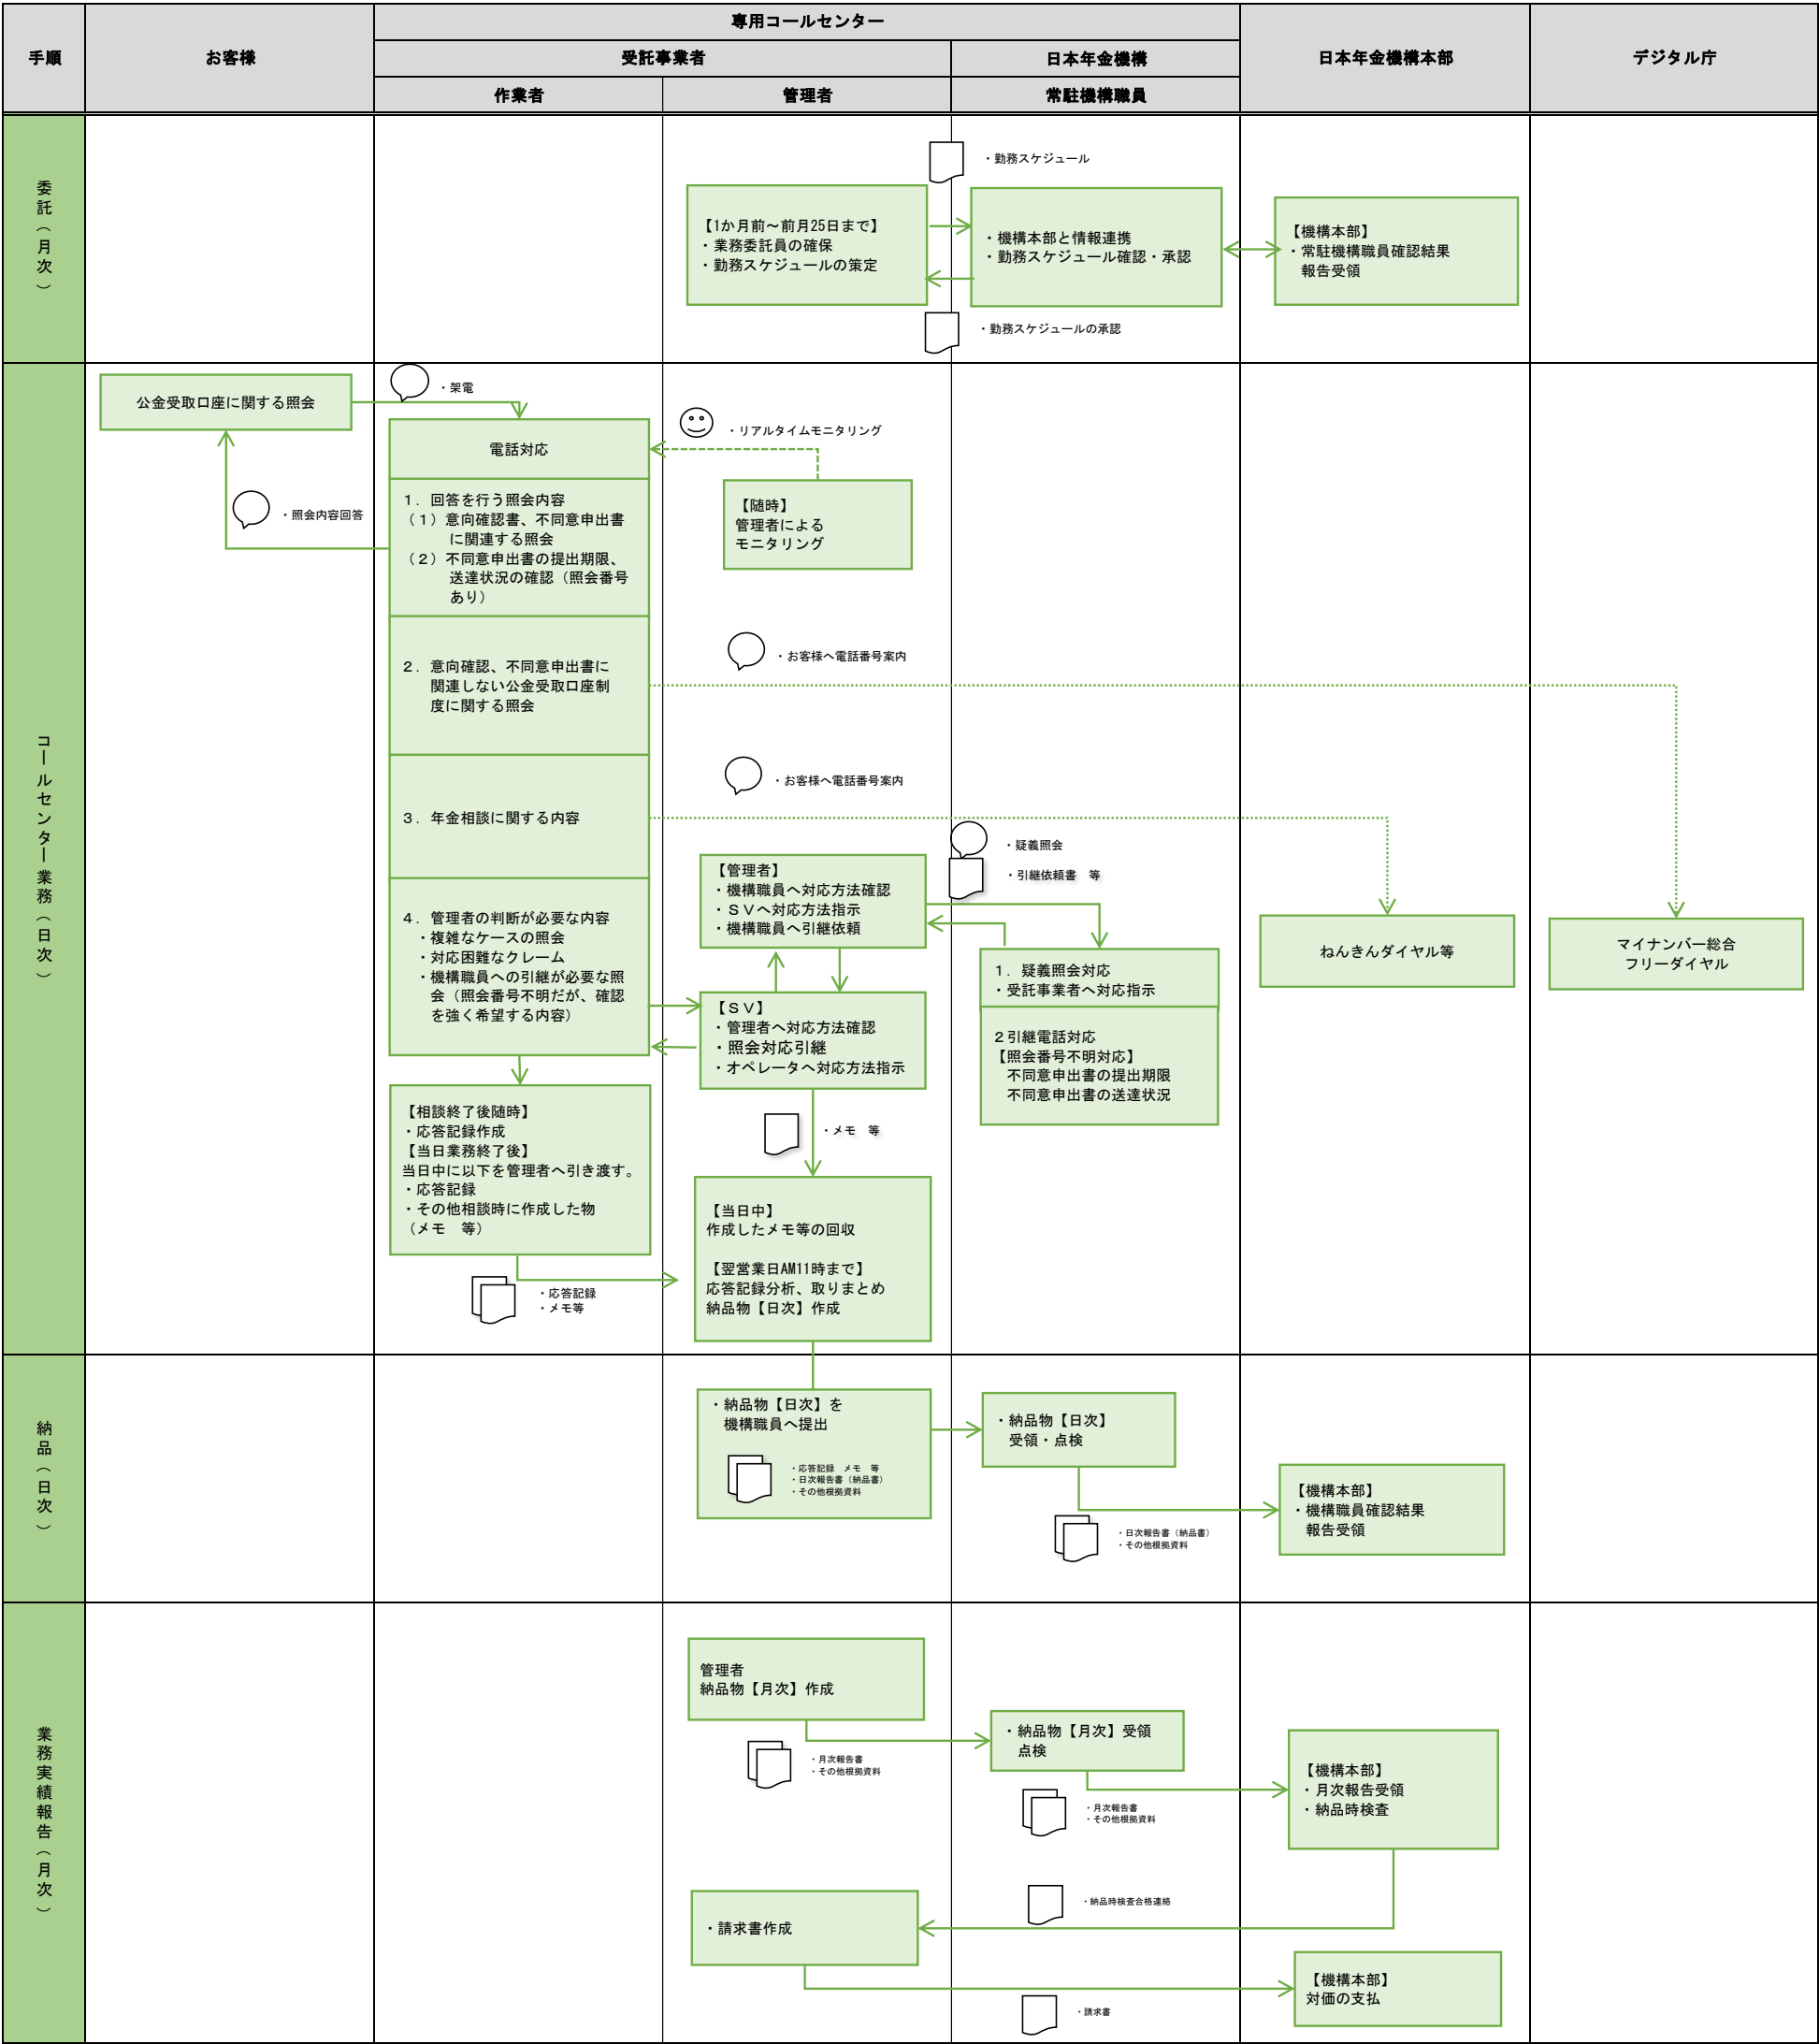 手順
お客様
専用コールセンター
受託事業者
作業者
管理者
日本年金機構
常駐機構職員
日本年金機構本部
デジタル庁
委託（月次）
・勤務スケジュール
【1か月前～前月25日まで】
・業務委託員の確保
・勤務スケジュールの策定
・機構本部と情報連携
・勤務スケジュール確認・承認
【機構本部】
・常駐機構職員確認結果
報告受領
・勤務スケジュールの承認
コールセンター業務（日次）
公金受取口座に関する照会
・架電
・照会内容回答
電話対応
・リアルタイムモニタリング
【随時】
管理者による
モニタリング
１．回答を行う照会内容
（１）意向確認書、不同意申出書
に関連する照会
（２）不同意申出書の提出期限、
送達状況の確認（照会番号
あり）
２．意向確認、不同意申出書に
関連しない公金受取口座制
度に関する照会
・お客様へ電話番号案内
３．年金相談に関する内容
・お客様へ電話番号案内
４．管理者の判断が必要な内容
・複雑なケースの照会
・対応困難なクレーム
・機構職員への引継が必要な照
会（照会番号不明だが、確認
を強く希望する内容）
【管理者】
・機構職員へ対応方法確認
・ＳＶへ対応方法指示
・機構職員へ引継依頼
・疑義照会
・引継依頼書　等
【ＳＶ】
・管理者へ対応方法確認
・照会対応引継
・オペレータへ対応方法指示
１．疑義照会対応
・受託事業者へ対応指示
２引継電話対応
【照会番号不明対応】
不同意申出書の提出期限
不同意申出書の送達状況
ねんきんダイヤル等
マイナンバー総合
フリーダイヤル
【相談終了後随時】
・応答記録作成
【当日業務終了後】
当日中に以下を管理者へ引き渡す。
・応答記録
・その他相談時に作成した物
（メモ　等）
・メモ　等
・応答記録
・メモ等
【当日中】
作成したメモ等の回収
【翌営業日AM11時まで】
応答記録分析、取りまとめ
納品物【日次】作成
納品（日次）
・納品物【日次】を
機構職員へ提出
・応答記録　メモ　等
・日次報告書（納品書）
・その他根拠資料
・納品物【日次】
受領・点検
・日次報告書（納品書）
・その他根拠資料
【機構本部】
・機構職員確認結果
報告受領
業務実績報告（月次）
管理者
納品物【月次】作成
・月次報告書
・その他根拠資料
・納品物【月次】受領
点検
・月次報告書
・その他根拠資料
【機構本部】
・月次報告受領
・納品時検査
・納品時検査合格連絡
・請求書作成
・請求書
【機構本部】
対価の支払